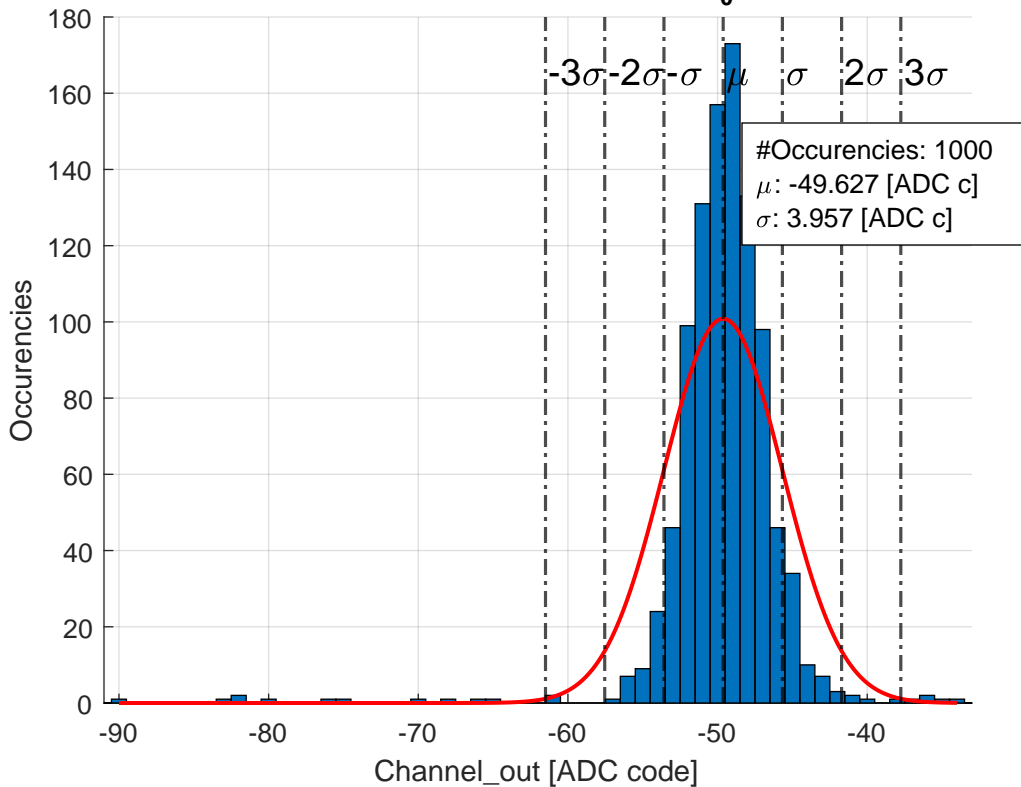 0
180
160
140
120
100
80
60
40
20
0
Occurencies
-3σ -2σ -σ μ σ 2σ 3σ
#Occurencies: 1000
μ: -49.627 [ADC c]
σ: 3.957 [ADC c]
-90 -80 -70 -60 -50 -40
Channel_out [ADC code]